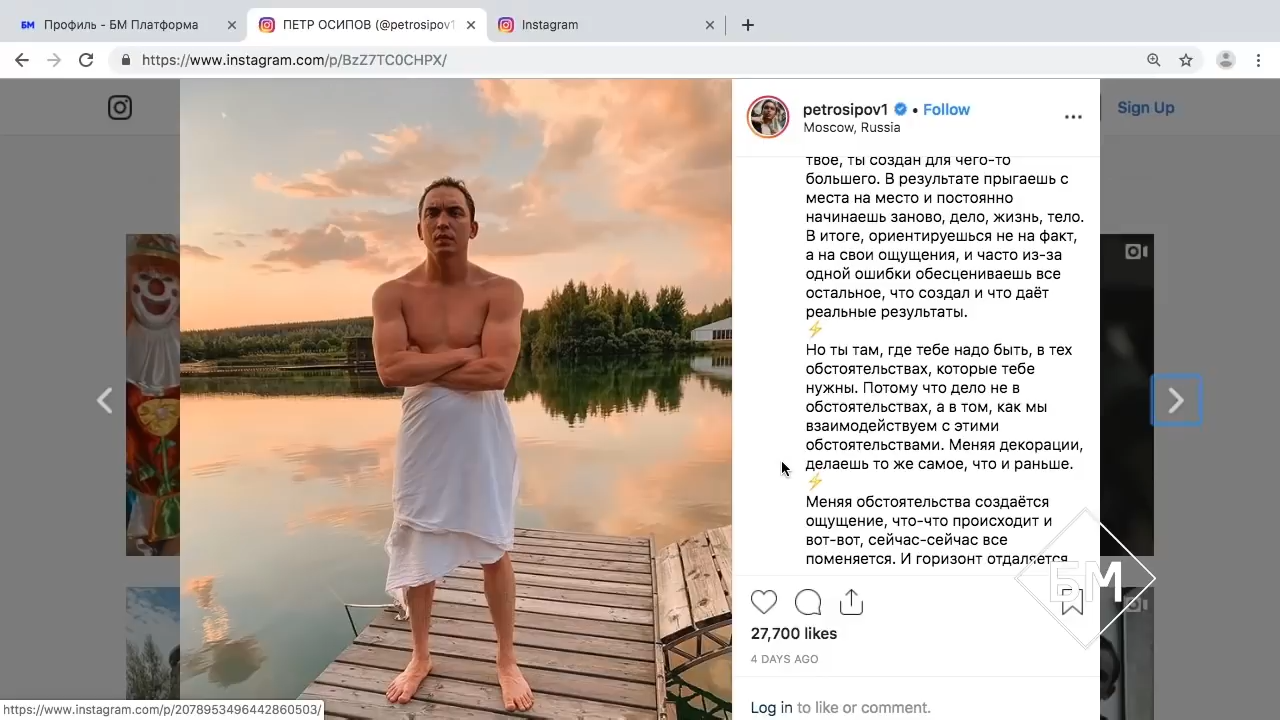 БМ Профиль - БМ Платформа
ПЕТР ОСИПОВ (@petrosipov1
Instagram
https://www.instagram.com/p/BzZ7TC0CHPX/
petrosipov1 • Follow
Moscow, Russia
Sign Up
твое, ты создан для чего-то
большего. В результате прыгаешь с
места на место и постоянно
начинаешь заново, дело, жизнь, тело.
В итоге, ориентируешься не на факт,
а на свои ощущения, и часто из-за
одной ошибки обесцениваешь все
остальное, что создал и что даёт
реальные результаты.
⚡
Но ты там, где тебе надо быть, в тех
обстоятельствах, которые тебе
нужны. Потому что дело не в
обстоятельствах, а в том, как мы
взаимодействуем с этими
обстоятельствами. Меняя декорации,
делаешь то же самое, что и раньше.
⚡
Меняя обстоятельства создаётся
ощущение, что-что происходит и
вот-вот, сейчас-сейчас все
поменяется. И горизонт отдаляется
БМ
27,700 likes
4 DAYS AGO
Log in to like or comment.
https://www.instagram.com/p/2078953496442860503/